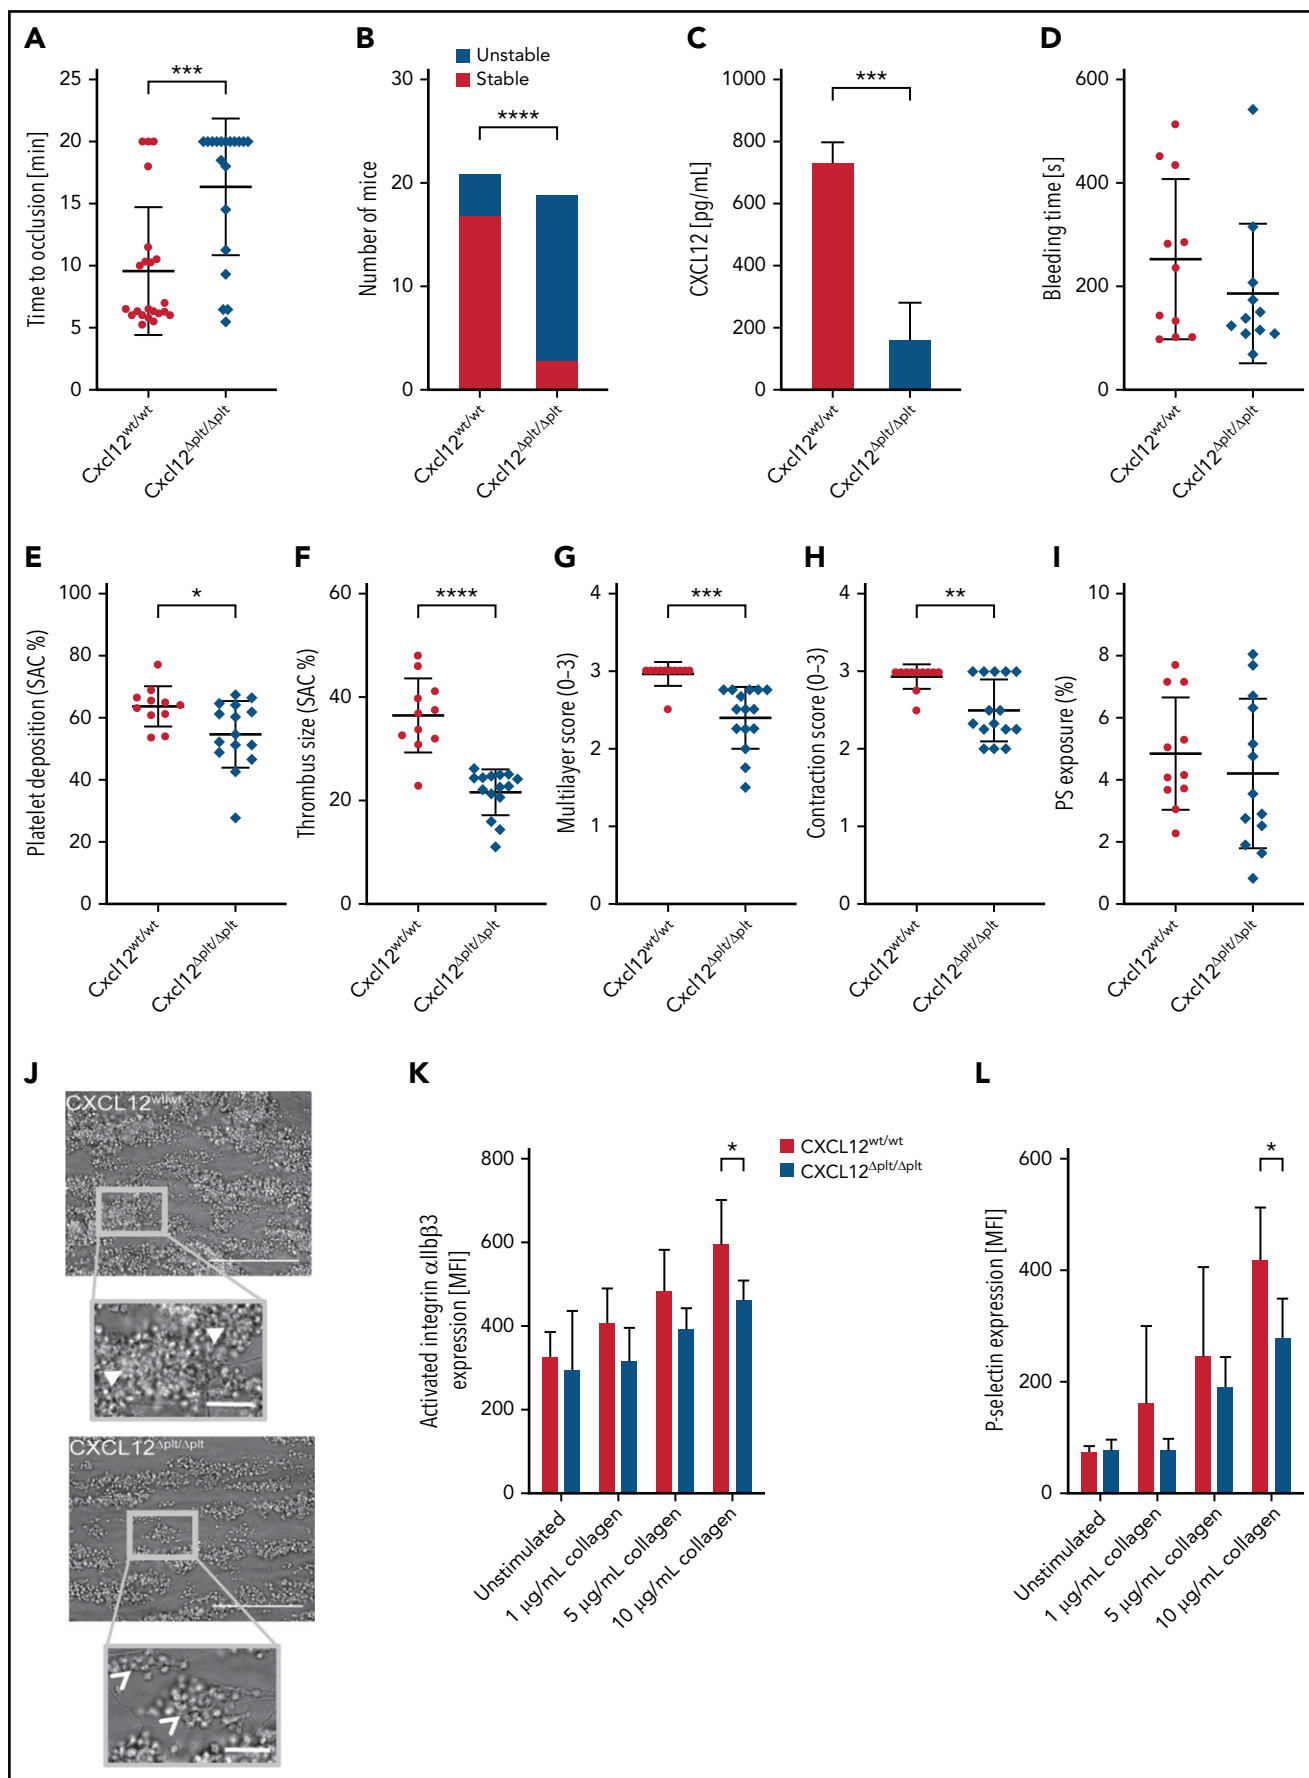 A
Time to occlusion [min]
25
20
15
10
5
0
***
Cxcl12wt/wt
Cxcl12Δplt/Δplt
B
Unstable
Stable
Number of mice
30
20
10
0
****
Cxcl12wt/wt
Cxcl12Δplt/Δplt
C
CXCL12 [pg/mL]
1000
800
600
400
200
0
***
Cxcl12wt/wt
Cxcl12Δplt/Δplt
D
Bleeding time [s]
600
400
200
0
Cxcl12wt/wt
Cxcl12Δplt/Δplt
E
Platelet deposition (SAC %)
100
80
60
40
20
0
*
Cxcl12wt/wt
Cxcl12Δplt/Δplt
F
Thrombus size (SAC %)
60
40
20
0
****
Cxcl12wt/wt
Cxcl12Δplt/Δplt
G
Multilayer score (0–3)
4
3
2
1
0
***
Cxcl12wt/wt
Cxcl12Δplt/Δplt
H
Contraction score (0–3)
4
3
2
1
0
**
Cxcl12wt/wt
Cxcl12Δplt/Δplt
I
PS exposure (%)
10
8
6
4
2
0
Cxcl12wt/wt
Cxcl12Δplt/Δplt
J
CXCL12wt/wt
CXCL12Δplt/Δplt
K
Activated integrin αIIbβ3
expression [MFI]
800
600
400
200
0
*
Unstimulated
1 µg/mL collagen
5 µg/mL collagen
10 µg/mL collagen
CXCL12wt/wt
CXCL12Δplt/Δplt
L
P-selectin expression [MFI]
600
400
200
0
*
Unstimulated
1 µg/mL collagen
5 µg/mL collagen
10 µg/mL collagen